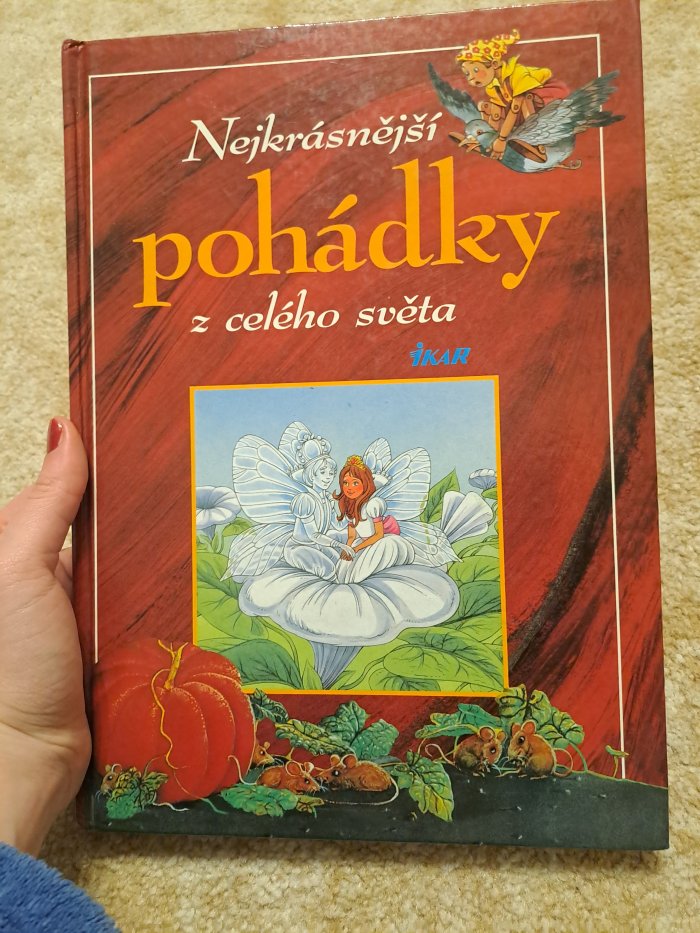 Nejkrásnější
pohádky
z celého světa
iKAR